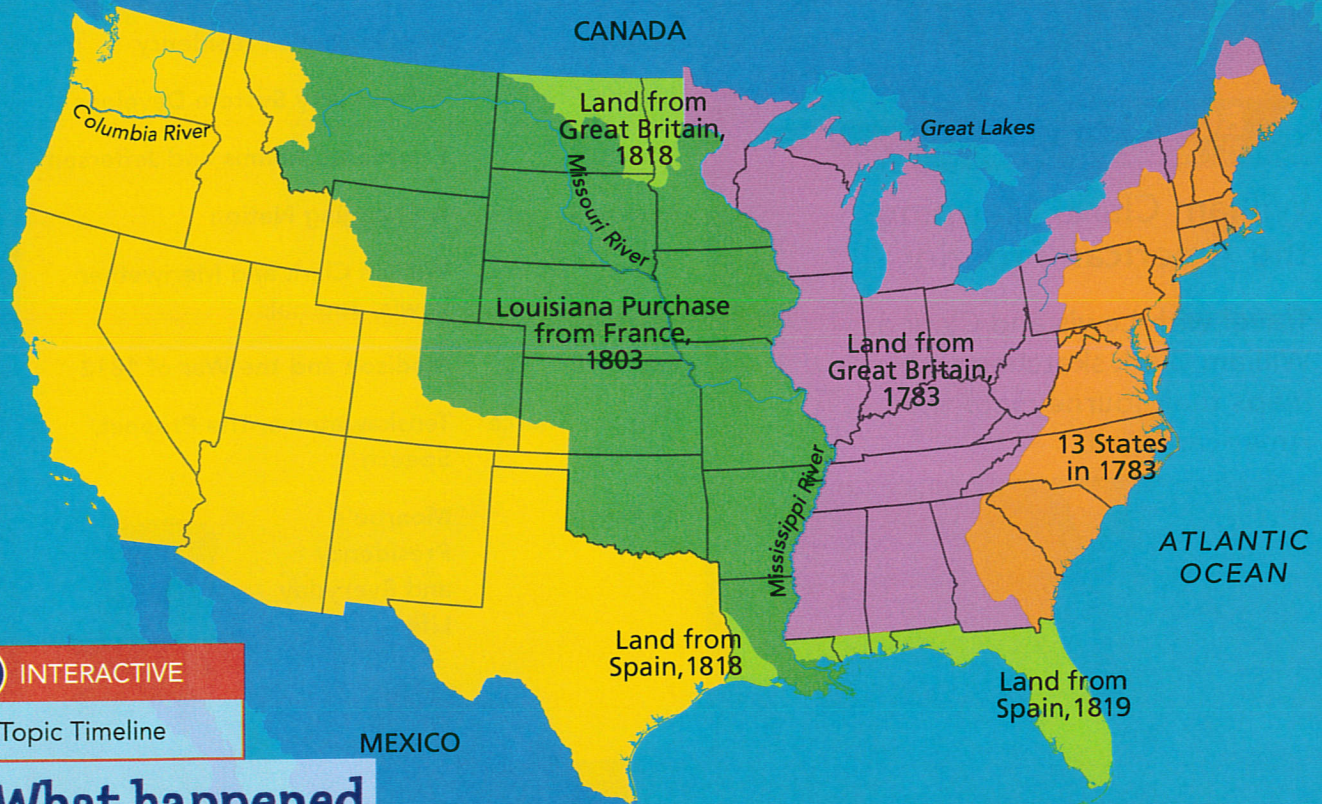 CANADA
Columbia River
Land from
Great Britain,
1818
Great Lakes
Missouri River
Louisiana Purchase
from France,
1803
Land from
Great Britain,
1783
13 States
in 1783
Mississippi River
ATLANTIC
OCEAN
Land from
Spain, 1818
Land from
Spain, 1819
INTERACTIVE
Topic Timeline
MEXICO
What happened